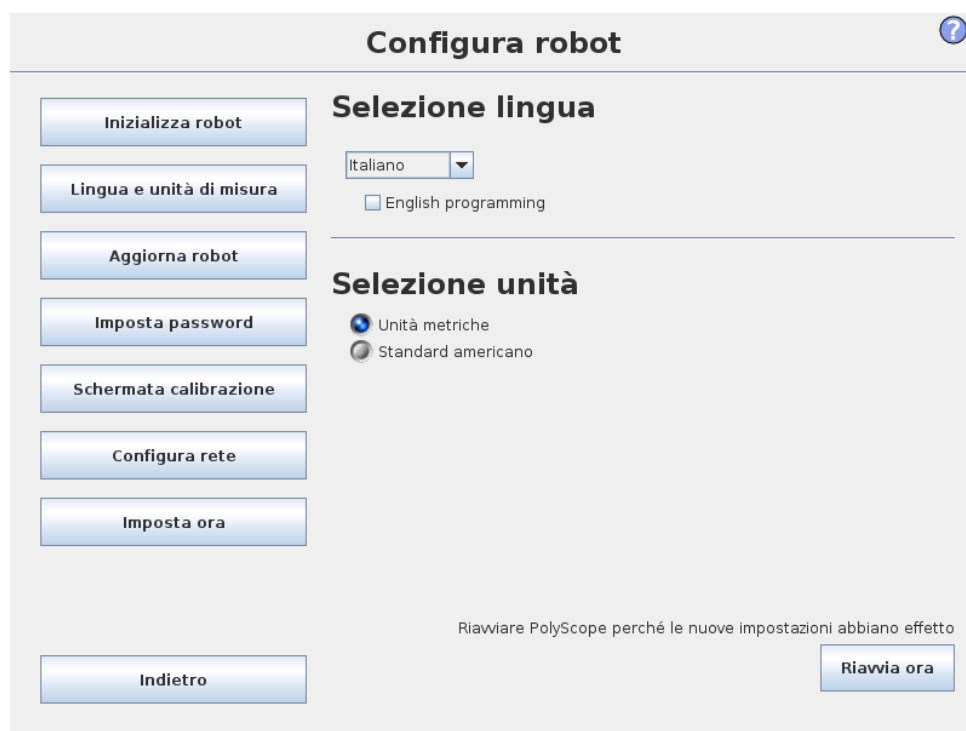 Configura robot
?
Inizializza robot
Lingua e unità di misura
Aggiorna robot
Imposta password
Schermata calibrazione
Configura rete
Imposta ora
Indietro
Selezione lingua
Italiano
English programming
Selezione unità
Unità metriche
Standard americano
Riavviare PolyScope perché le nuove impostazioni abbiano effetto
Riavvia ora